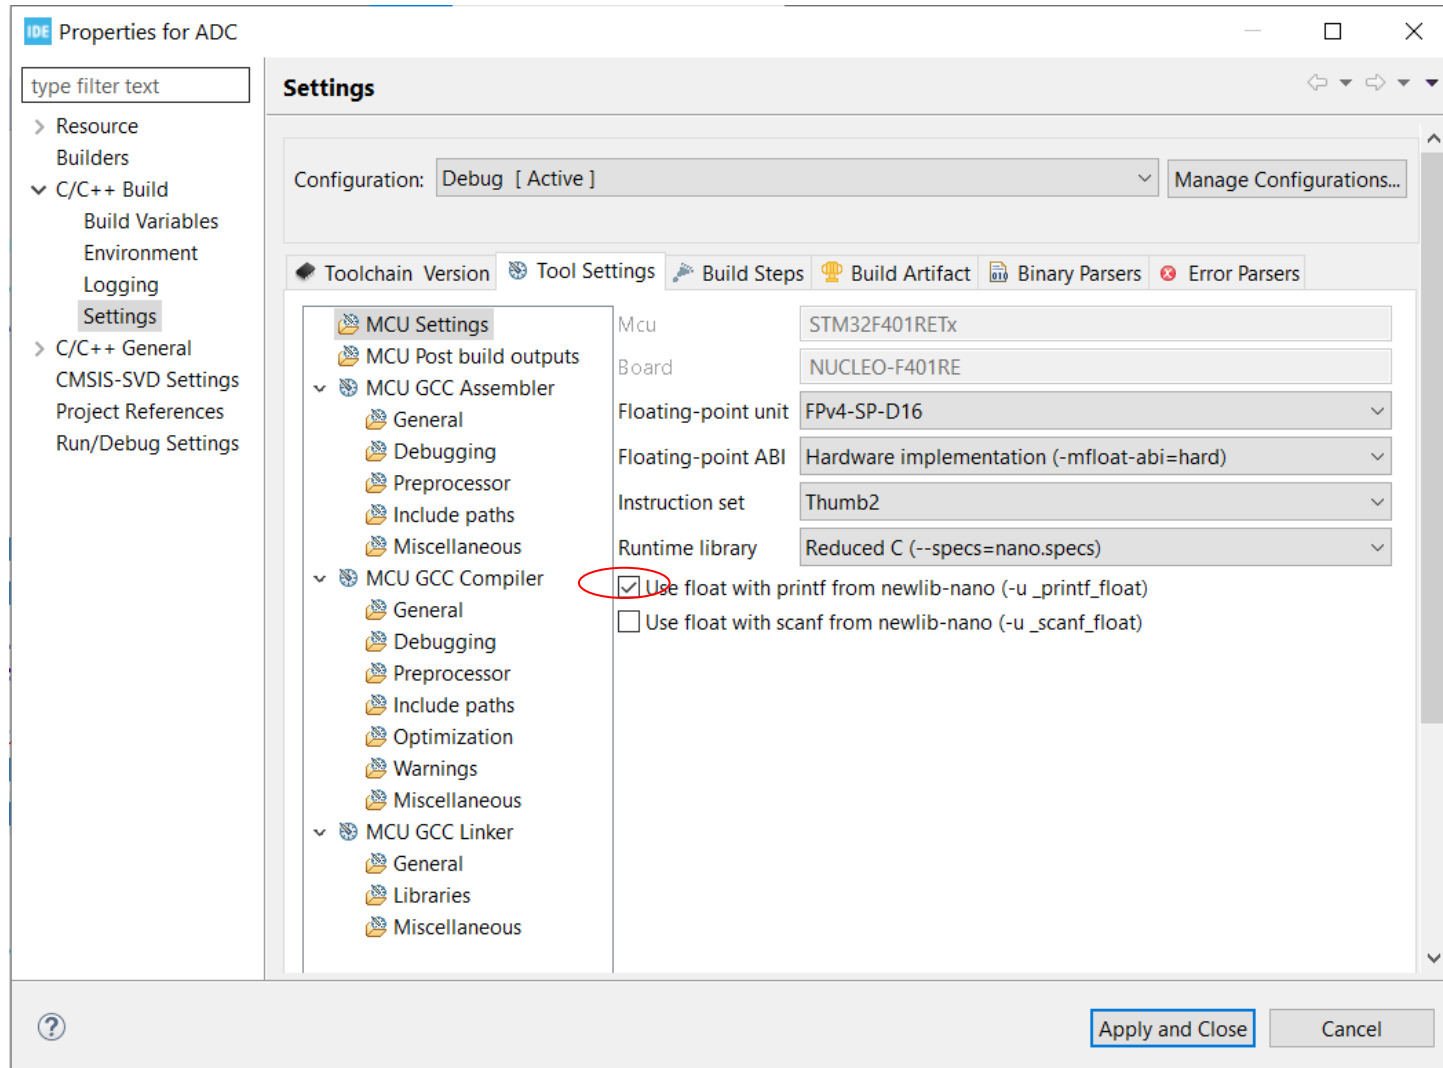 IDE Properties for ADC
type filter text
Settings
Resource
Builders
C/C++ Build
Build Variables
Environment
Logging
Settings
C/C++ General
CMSIS-SVD Settings
Project References
Run/Debug Settings
Configuration: Debug [ Active ] Manage Configurations...
Toolchain Version Tool Settings Build Steps Build Artifact 010 Binary Parsers Error Parsers
MCU Settings
MCU Post build outputs
MCU GCC Assembler
General
Debugging
Preprocessor
Include paths
Miscellaneous
MCU GCC Compiler
General
Debugging
Preprocessor
Include paths
Optimization
Warnings
Miscellaneous
MCU GCC Linker
General
Libraries
Miscellaneous
Mcu STM32F401RETx
Board NUCLEO-F401RE
Floating-point unit FPv4-SP-D16
Floating-point ABI Hardware implementation (-mfloat-abi=hard)
Instruction set Thumb2
Runtime library Reduced C (--specs=nano.specs)
Use float with printf from newlib-nano (-u _printf_float)
Use float with scanf from newlib-nano (-u _scanf_float)
? Apply and Close Cancel